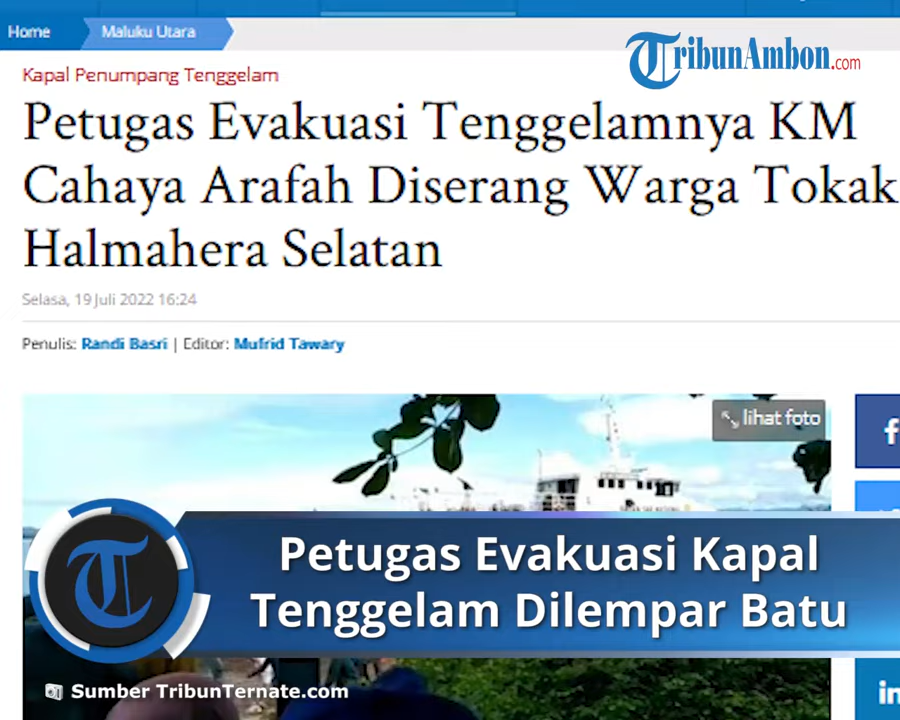 Home
Maluku Utara
TribunAmbon.com
Kapal Penumpang Tenggelam
Petugas Evakuasi Tenggelamnya KM
Cahaya Arafah Diserang Warga Tokak
Halmahera Selatan
Selasa, 19 Juli 2022 16:24
Penulis: Randi Basri | Editor: Mufrid Tawary
lihat foto
f
Petugas Evakuasi Kapal
Tenggelam Dilempar Batu
T
Sumber TribunTernate.com
in